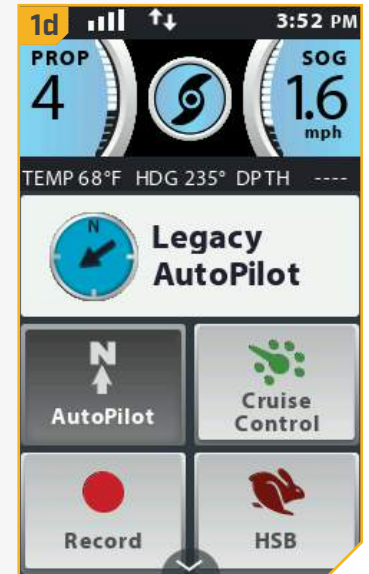 1d 3:52 PM
PROP SOG
4 1.6
mph
TEMP 68°F HDG 235° DPTH ----
N
Legacy
AutoPilot
N
AutoPilot
Cruise
Control
Record HSB